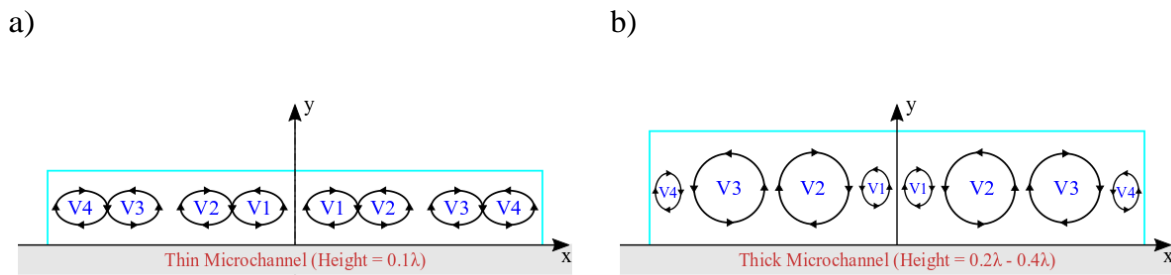 a)
b)
y
V4 V3 V2 V1 V1 V2 V3 V4
x
Thin Microchannel (Height = 0.1λ)
y
V4 V3 V2 V1 V1 V2 V3 V4
x
Thick Microchannel (Height = 0.2λ - 0.4λ)